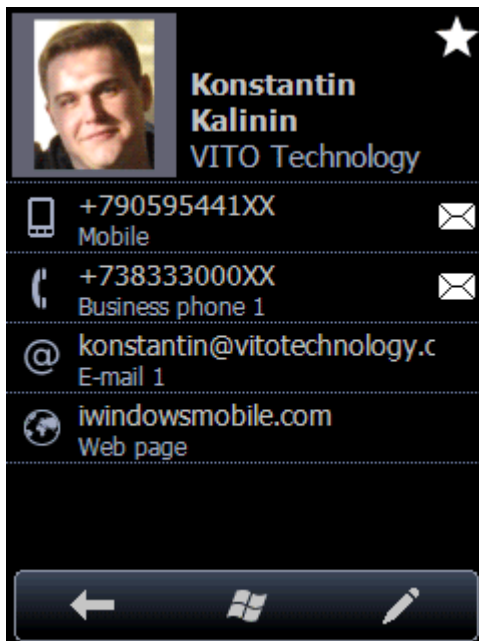 Konstantin
Kalinin
VITO Technology
+790595441XX
Mobile
+738333000XX
Business phone 1
konstantin@vitotechnology.c
E-mail 1
iwindowsmobile.com
Web page